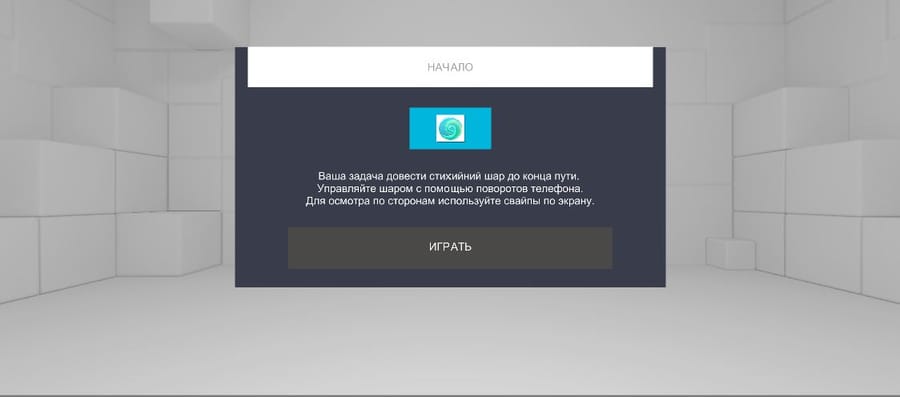 НАЧАЛО
Ваша задача довести стихийний шар до конца пути.
Управляйте шаром с помощью поворотов телефона.
Для осмотра по сторонам используйте свайпы по экрану.
ИГРАТЬ